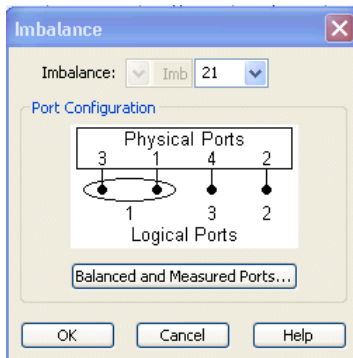 Imbalance
Imbalance: Imb 21
Port Configuration
Physical Ports
3 1 4 2
1 3 2
Logical Ports
Balanced and Measured Ports...
OK Cancel Help